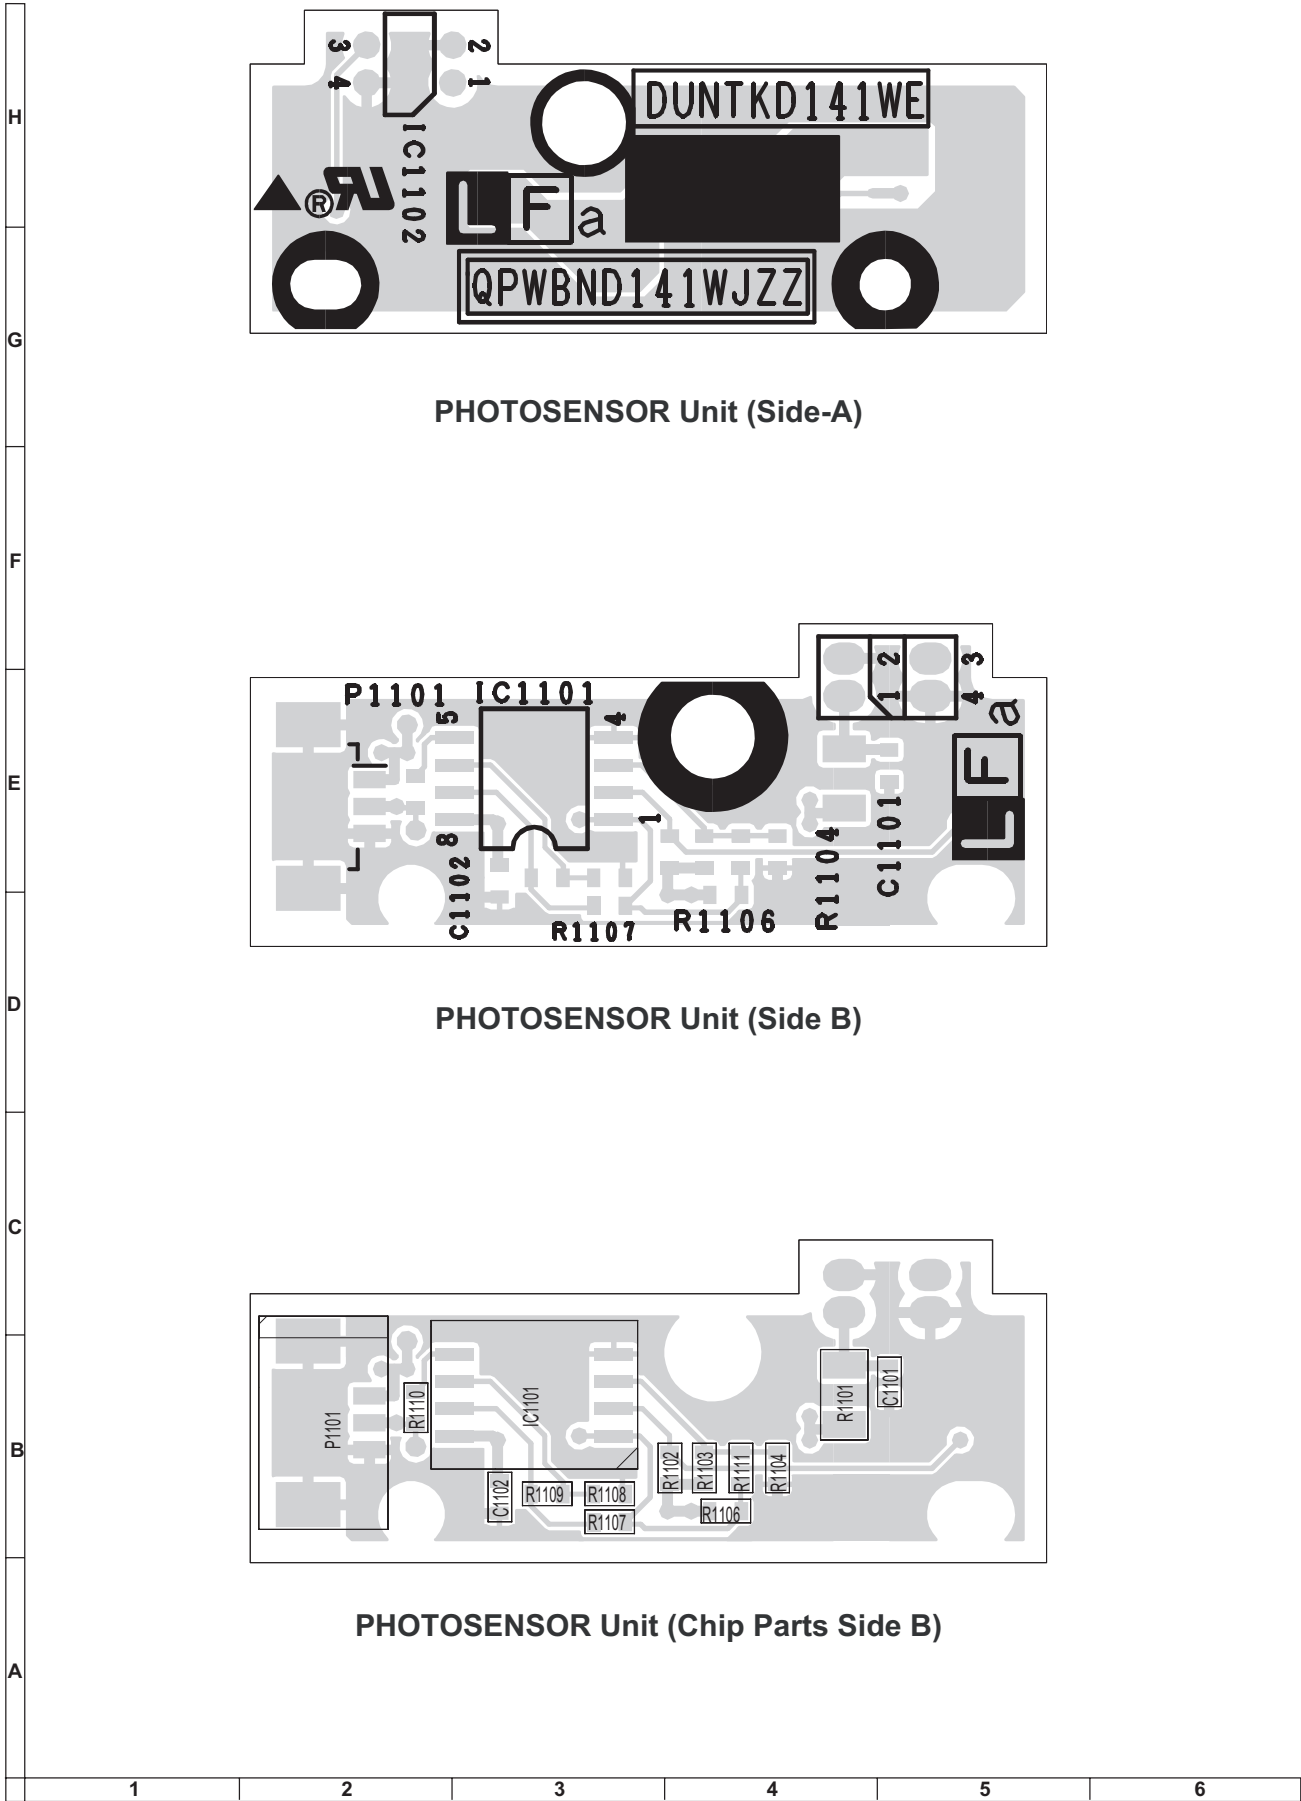 H
3
2
4
1
DUNTKD141WE
IC1102
®
L F a
QPWBND141WJZZ
G
PHOTOSENSOR Unit (Side-A)
F
P1101
IC1101
5
4
2
3
1
4
a
L F
E
8
1
C1102
R1107
R1106
R1104
C1101
PHOTOSENSOR Unit (Side B)
D
C
P1101
R1110
IC1101
R1101
C1101
B
C1102
R1109
R1108
R1107
R1102
R1103
R1111
R1104
R1106
PHOTOSENSOR Unit (Chip Parts Side B)
A
1 2 3 4 5 6